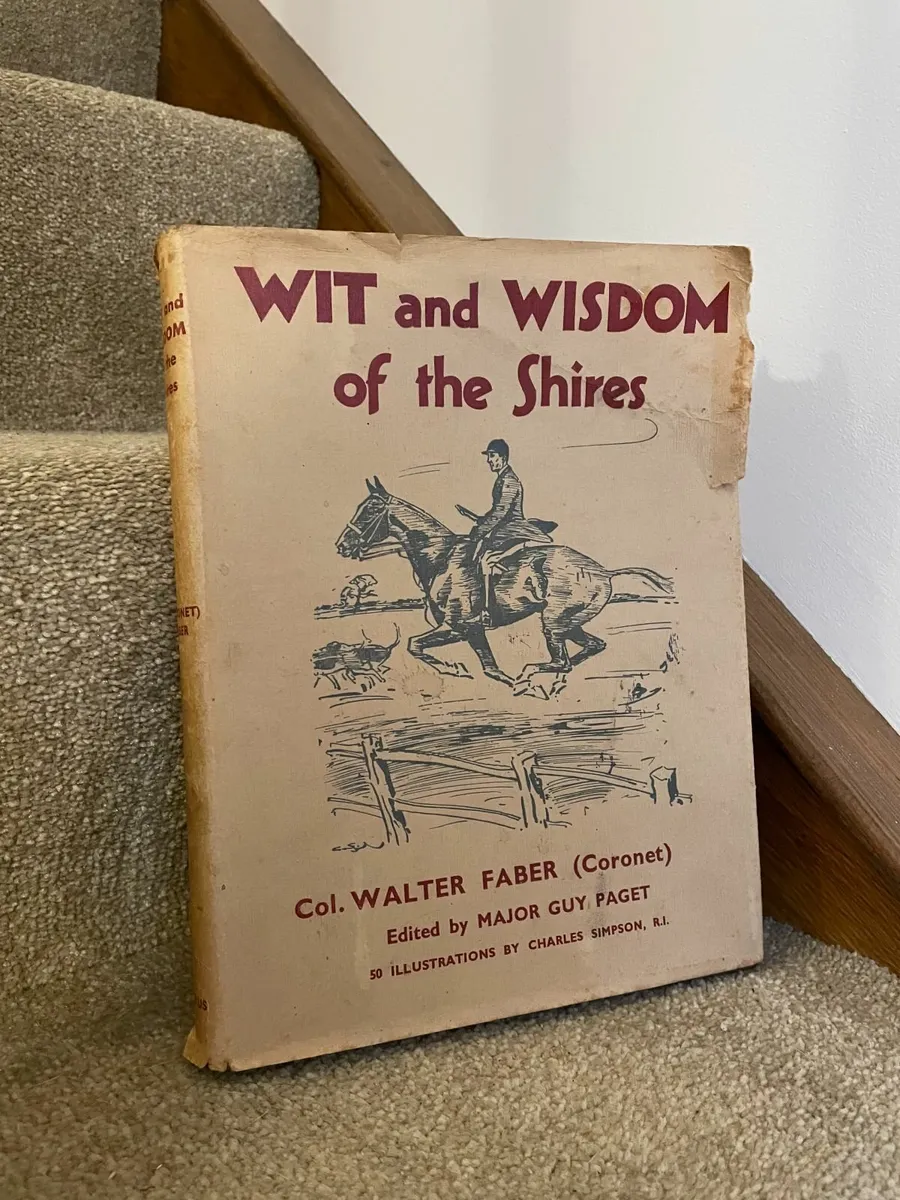 WIT and WISDOM
of the Shires
Col. WALTER FABER (Coronet)
Edited by MAJOR GUY PAGET
50 ILLUSTRATIONS BY CHARLES SIMPSON, R.I.
and